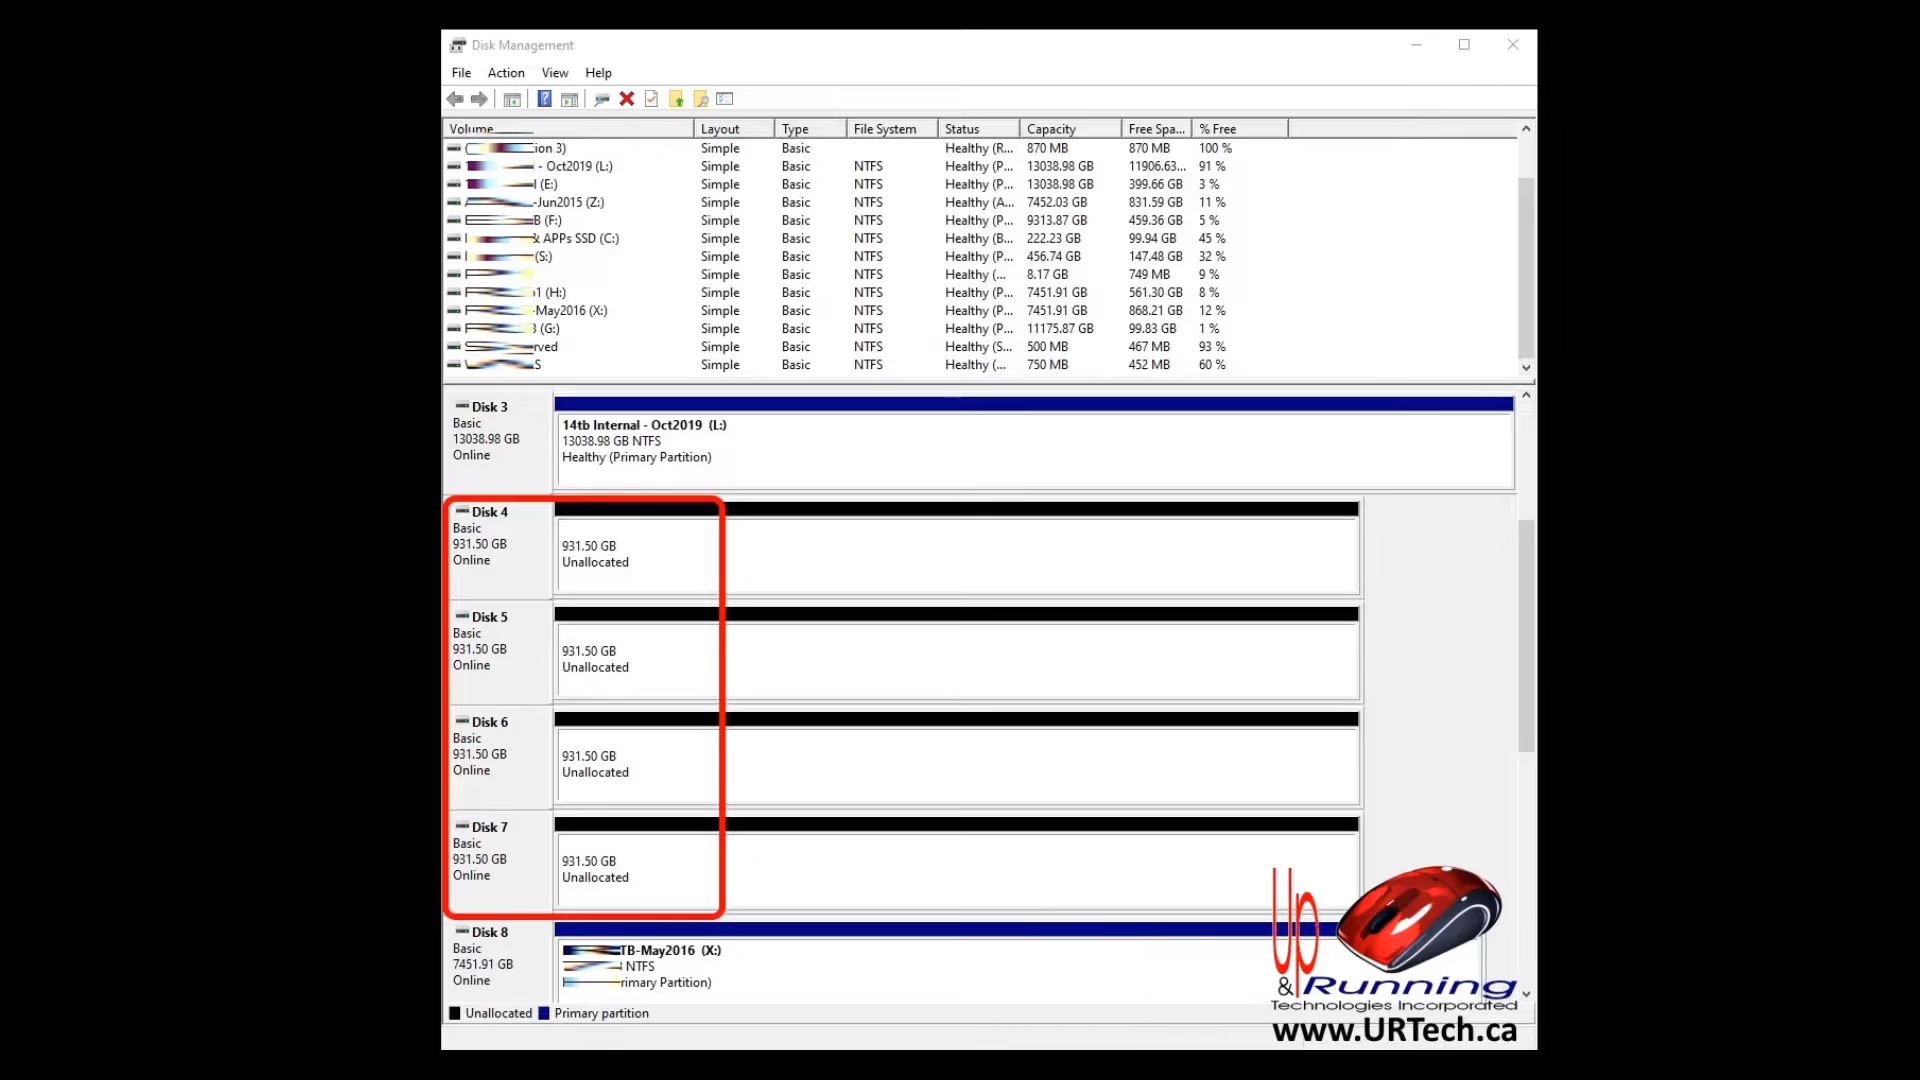 Disk Management
File Action View Help
Volume Layout Type File System Status Capacity Free Spa... % Free
ion 3) Simple Basic Healthy (R... 870 MB 870 MB 100 %
- Oct2019 (L:) Simple Basic NTFS Healthy (P... 13038.98 GB 11906.63... 91 %
(E:) Simple Basic NTFS Healthy (P... 13038.98 GB 399.66 GB 3 %
-Jun2015 (Z:) Simple Basic NTFS Healthy (A... 7452.03 GB 831.59 GB 11 %
B (F:) Simple Basic NTFS Healthy (P... 9313.87 GB 459.36 GB 5 %
& APPs SSD (C:) Simple Basic NTFS Healthy (B... 222.23 GB 99.94 GB 45 %
(S:) Simple Basic NTFS Healthy (P... 456.74 GB 147.48 GB 32 %
Simple Basic NTFS Healthy (... 8.17 GB 749 MB 9 %
1 (H:) Simple Basic NTFS Healthy (P... 7451.91 GB 561.30 GB 8 %
-May2016 (X:) Simple Basic NTFS Healthy (P... 7451.91 GB 868.21 GB 12 %
(G:) Simple Basic NTFS Healthy (P... 11175.87 GB 99.83 GB 1 %
rved Simple Basic NTFS Healthy (S... 500 MB 467 MB 93 %
S Simple Basic NTFS Healthy (... 750 MB 452 MB 60 %
Disk 3
Basic
13038.98 GB
Online
14tb Internal - Oct2019 (L:)
13038.98 GB NTFS
Healthy (Primary Partition)
Disk 4
Basic
931.50 GB
Online
931.50 GB
Unallocated
Disk 5
Basic
931.50 GB
Online
931.50 GB
Unallocated
Disk 6
Basic
931.50 GB
Online
931.50 GB
Unallocated
Disk 7
Basic
931.50 GB
Online
931.50 GB
Unallocated
Disk 8
Basic
7451.91 GB
Online
TB-May2016 (X:)
NTFS
rimary Partition)
Unallocated Primary partition
Up
& Running
Technologies Incorporated
www.URTech.ca